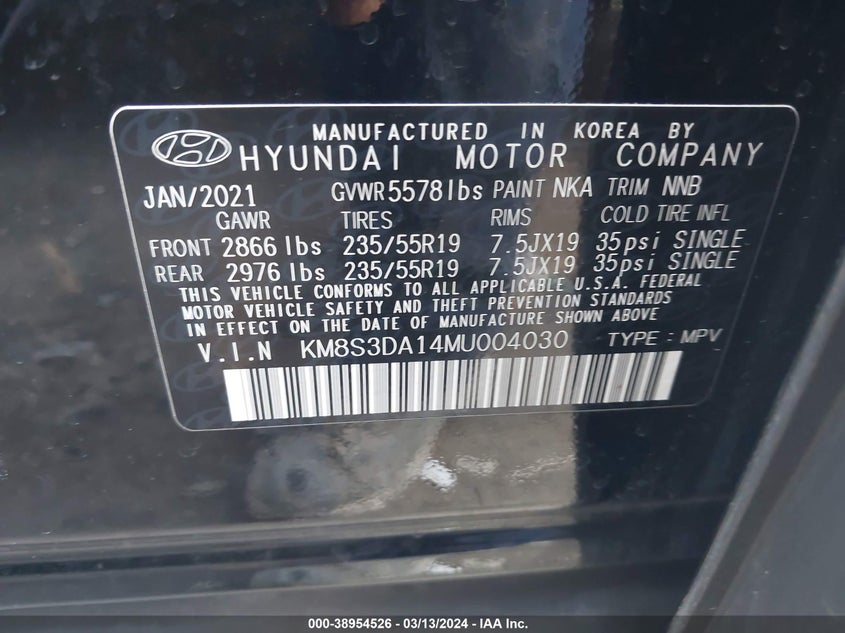 MANUFACTURED IN KOREA BY
HYUNDAI MOTOR COMPANY
JAN/2021 GVWR5578lbs PAINT NKA TRIM NNB
GAWR TIRES RIMS COLD TIRE INFL
FRONT 2866 lbs 235/55R19 7.5JX19 35psi SINGLE
REAR 2976 lbs 235/55R19 7.5JX19 35psi SINGLE
THIS VEHICLE CONFORMS TO ALL APPLICABLE U.S.A. FEDERAL
MOTOR VEHICLE SAFETY AND THEFT PREVENTION STANDARDS
IN EFFECT ON THE DATE OF MANUFACTURE SHOWN ABOVE
V.I.N KM8S3DA14MU004030 TYPE : MPV
000-38954526 - 03/13/2024 - IAA Inc.